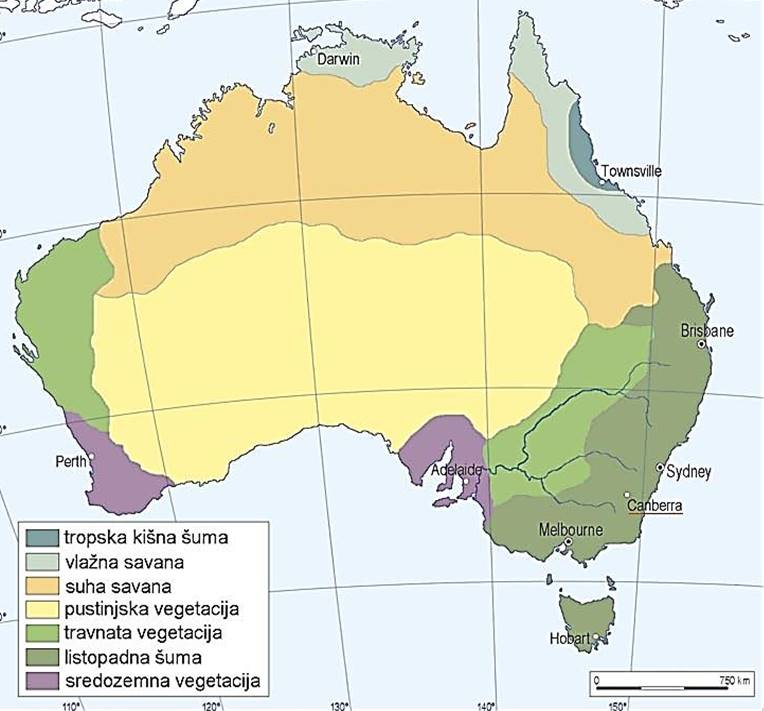 Darwin
Townsville
Brisbane
Perth
Adelaide
Sydney
Canberra
Melbourne
Hobart
tropska kišna šuma
vlažna savana
suha savana
pustinjska vegetacija
travnata vegetacija
listopadna šuma
sredozemna vegetacija
0 750 km
110° 120° 130° 140° 150°